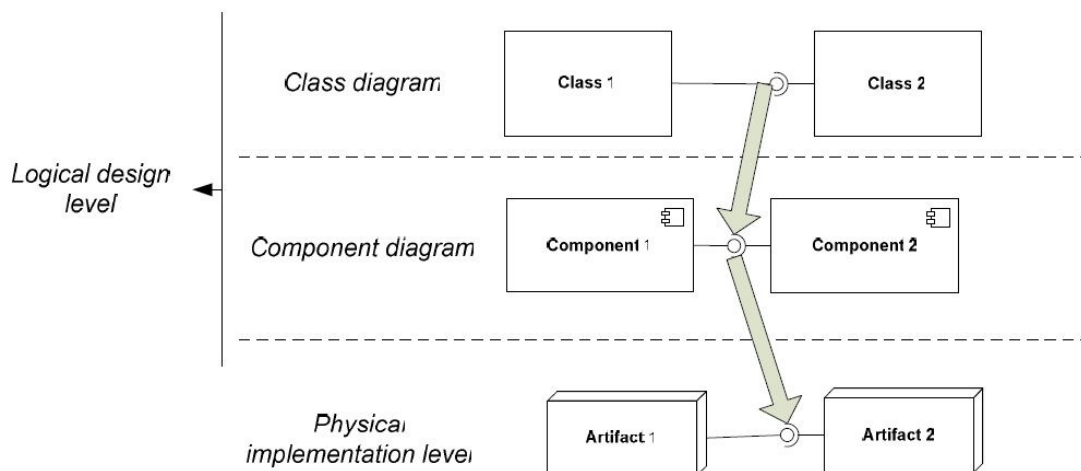 Class diagram
Class 1
Class 2
Logical design
level
Component diagram
Component 1
Component 2
Physical
implementation level
Artifact 1
Artifact 2